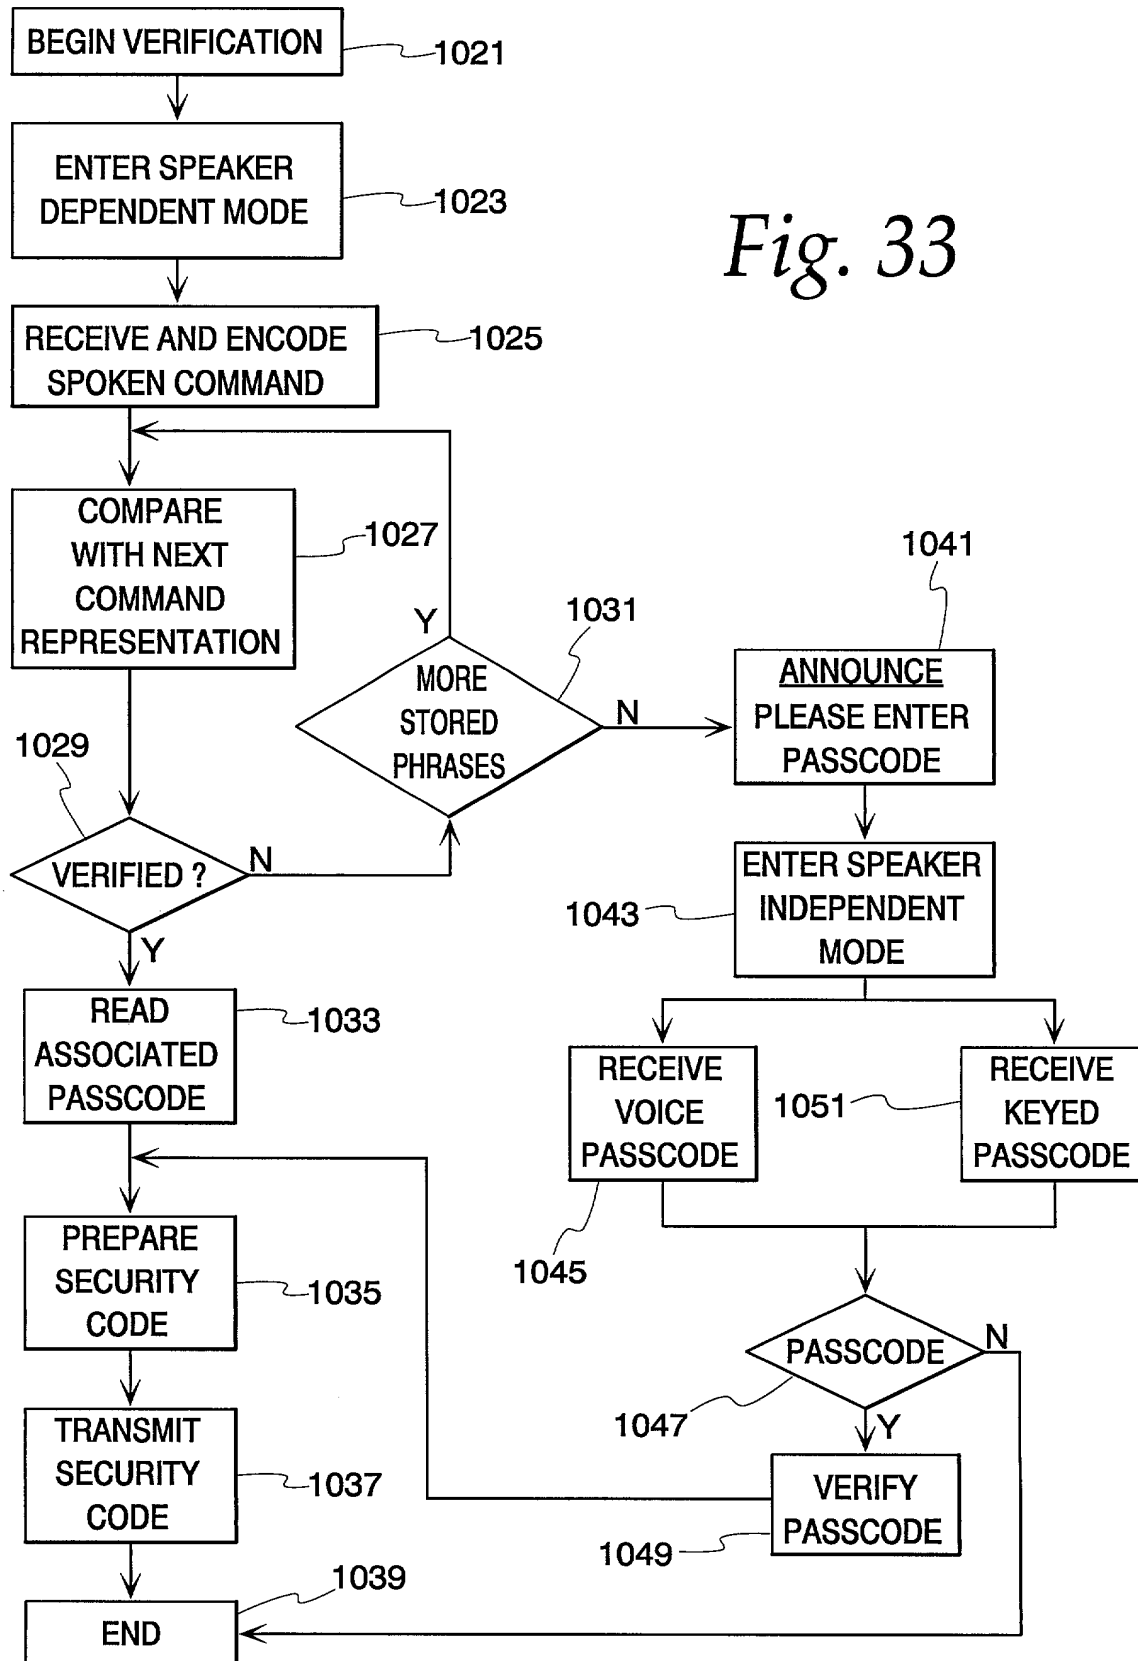 BEGIN VERIFICATION
1021
ENTER SPEAKER
DEPENDENT MODE
1023
Fig. 33
RECEIVE AND ENCODE
SPOKEN COMMAND
1025
COMPARE
WITH NEXT
COMMAND
REPRESENTATION
1027
Y
1031
MORE
STORED
PHRASES
N
1041
ANNOUNCE
PLEASE ENTER
PASSCODE
1029
VERIFIED ?
N
Y
ENTER SPEAKER
INDEPENDENT
MODE
1043
READ
ASSOCIATED
PASSCODE
1033
RECEIVE
VOICE
PASSCODE
1045
RECEIVE
KEYED
PASSCODE
1051
PREPARE
SECURITY
CODE
1035
PASSCODE
N
1047
Y
TRANSMIT
SECURITY
CODE
1037
VERIFY
PASSCODE
1049
END
1039